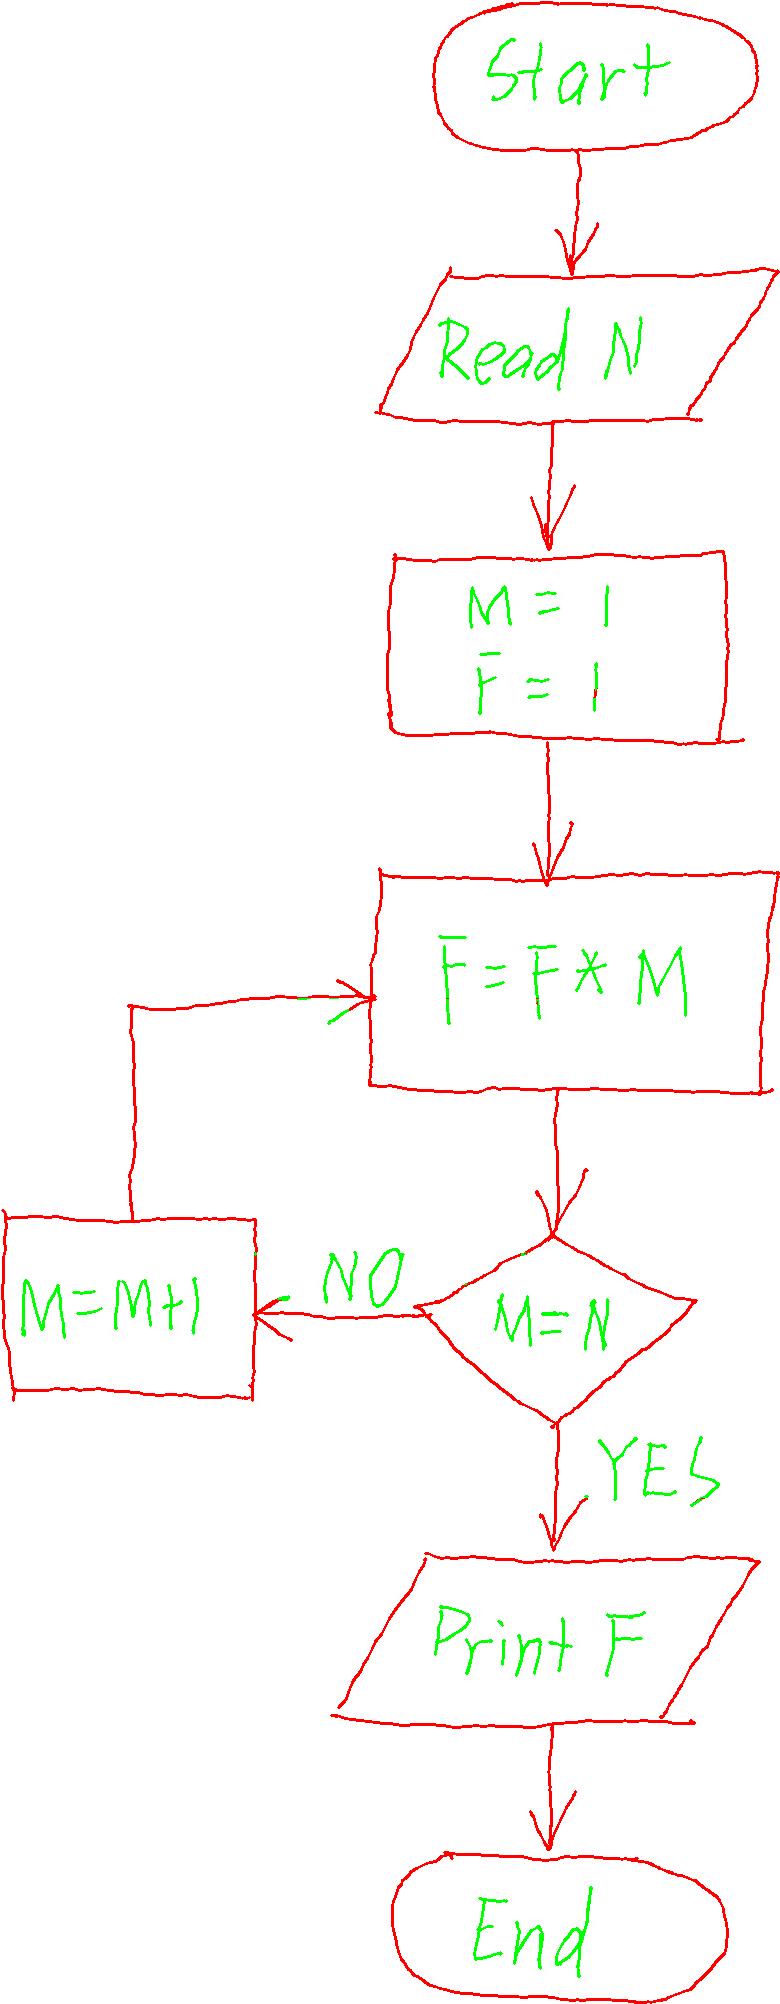 Start
Read N
M = 1
F = 1
F = F * M
NO
M=M+1
M=N
YES
Print F
End